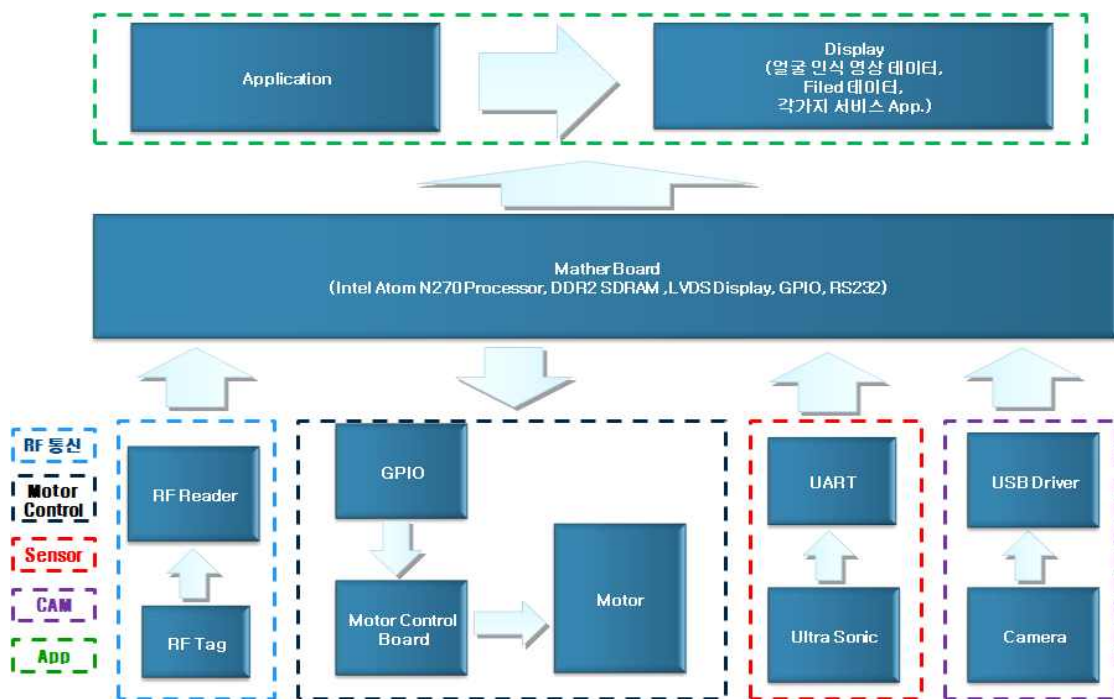 Application
Display
(얼굴 인식 영상 데이터,
Filed 데이터,
각가지 서비스 App.)
Mather Board
(Intel Atom N270 Processor, DDR2 SDRAM ,LVDS Display, GPIO, RS232)
RF 통신
Motor
Control
Sensor
CAM
App
RF Reader
RF Tag
GPIO
Motor Control
Board
Motor
UART
Ultra Sonic
USB Driver
Camera